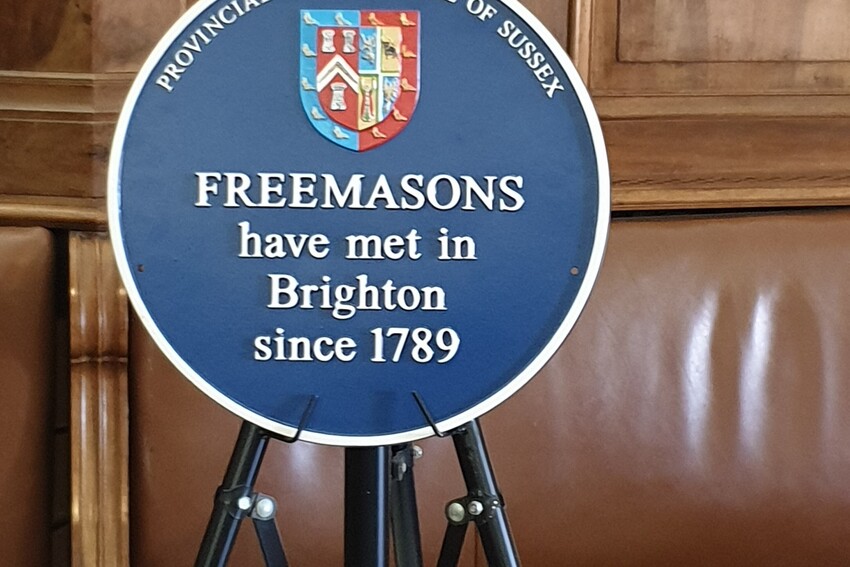 PROVINCIAL OF SUSSEX
FREEMASONS
have met in
Brighton
since 1789